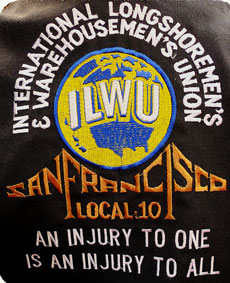 INTERNATIONAL LONGSHOREMEN'S
& WAREHOUSEMEN'S UNION
ILWU
SAN FRANCISCO
LOCAL:10
AN INJURY TO ONE
IS AN INJURY TO ALL